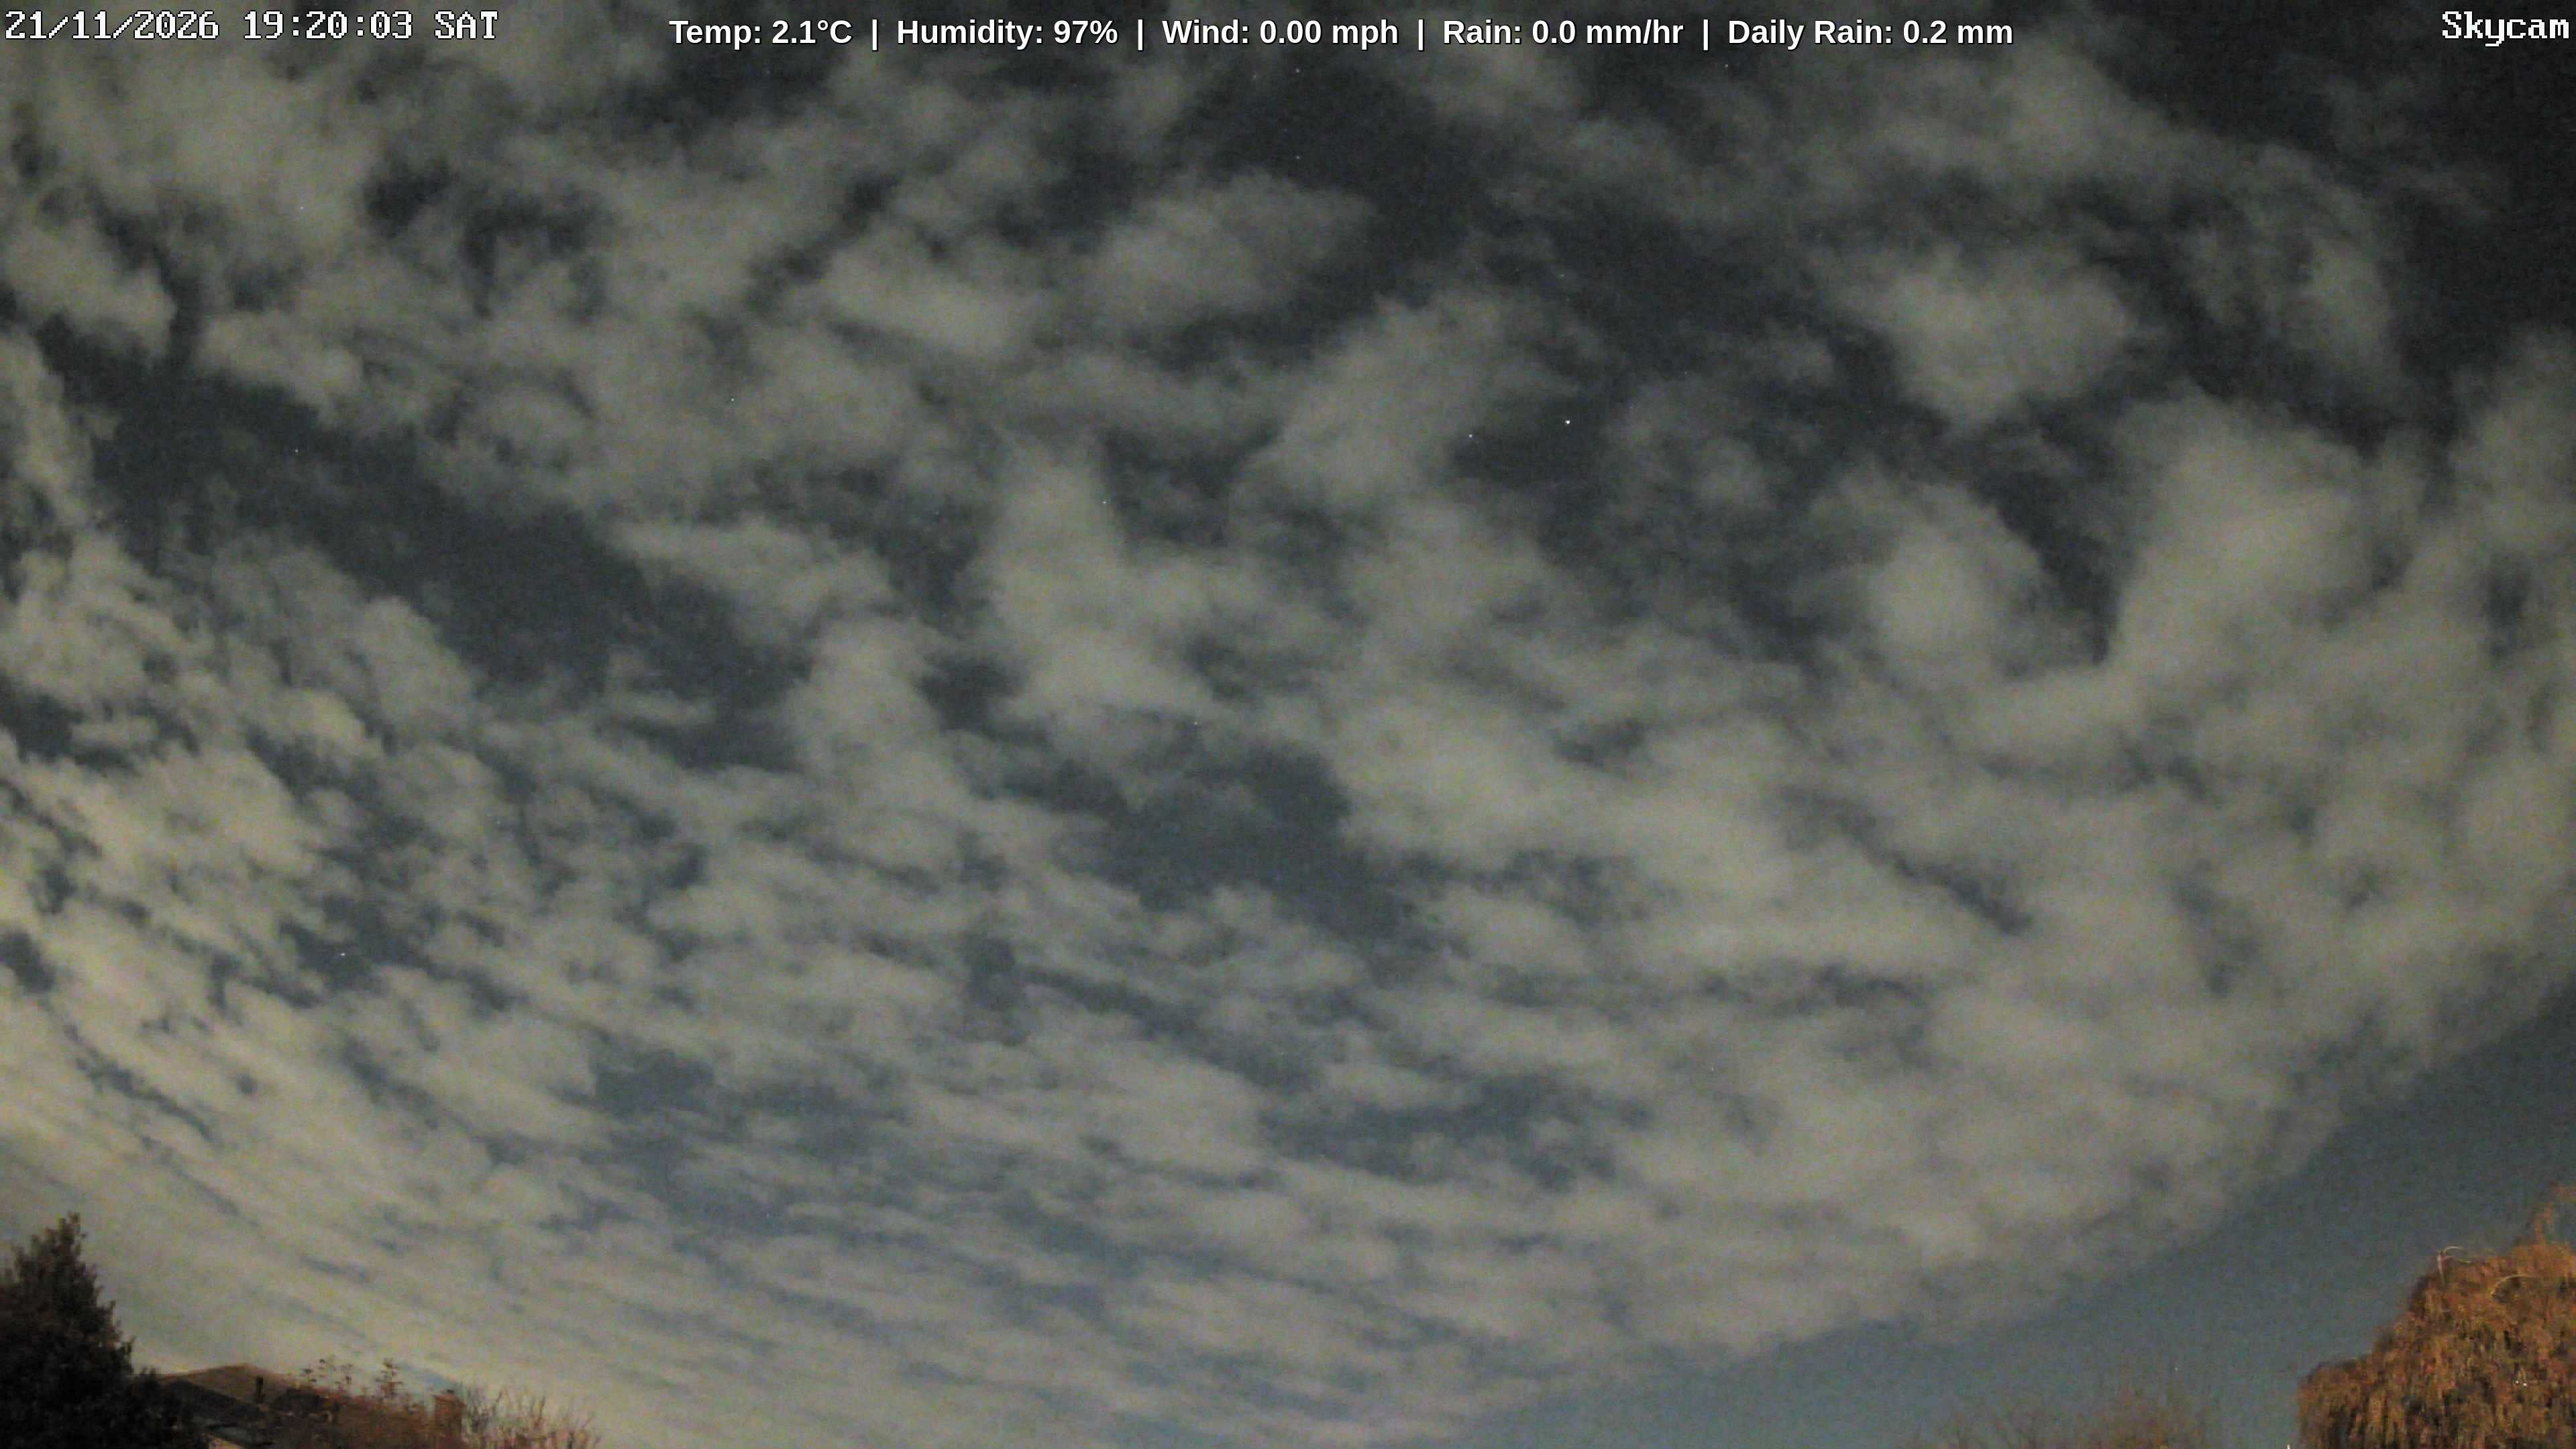 21/11/2026 19:20:03 SAT
Temp: 2.1°C | Humidity: 97% | Wind: 0.00 mph | Rain: 0.0 mm/hr | Daily Rain: 0.2 mm
Skycam